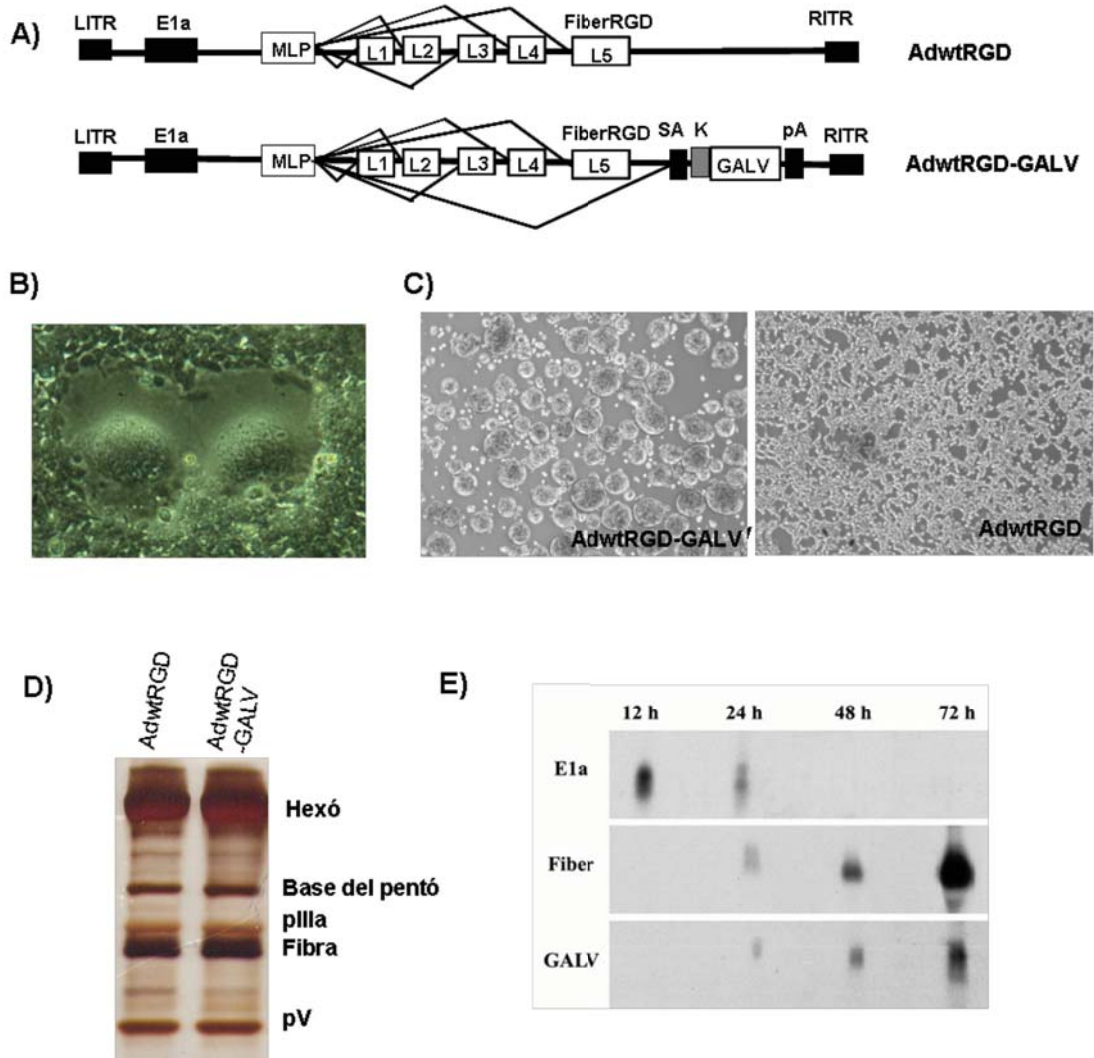 A)
LITR E1a FiberRGD RITR
MLP L1 L2 L3 L4 L5
AdwtRGD
LITR E1a FiberRGD SA K pA RITR
MLP L1 L2 L3 L4 L5 GALV
AdwtRGD-GALV
B)
C)
AdwtRGD-GALV
AdwtRGD
D)
AdwtRGD
AdwtRGD
-GALV
Hexó
Base del pentó
pIIIa
Fibra
pV
E)
12 h 24 h 48 h 72 h
E1a
Fiber
GALV